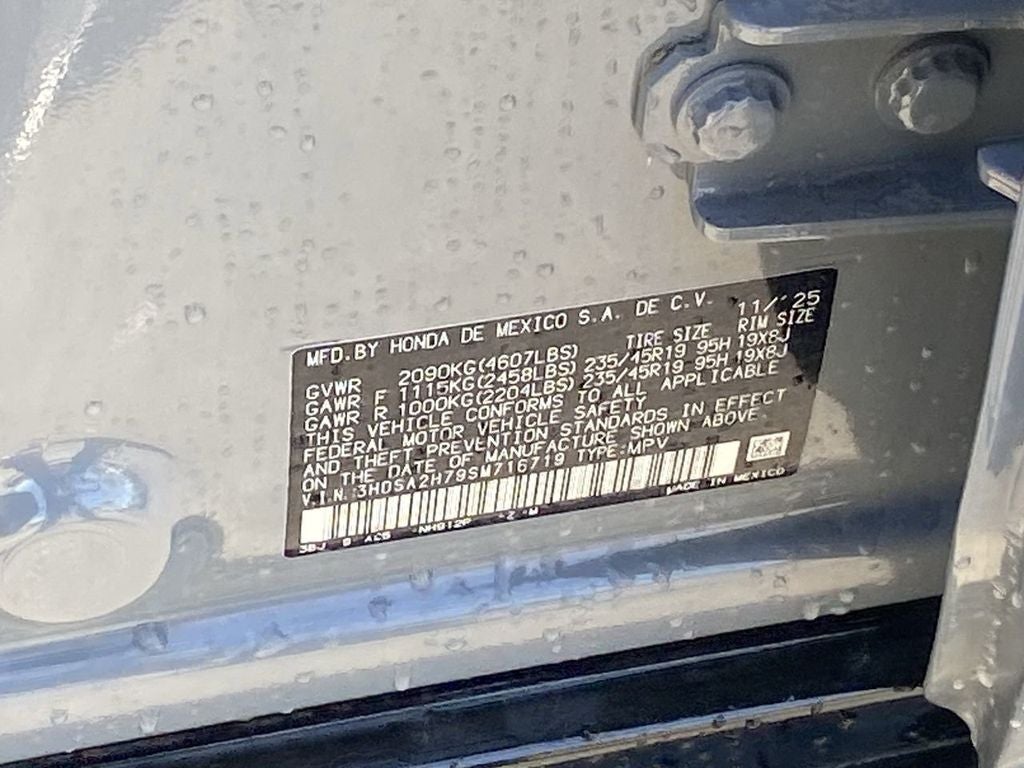 MFD.BY HONDA DE MEXICO S.A. DE C.V. 11/'25
TIRE SIZE RIM SIZE
GVWR 2090KG(4607LBS)
GAWR F 1115KG(2458LBS) 235/45R19 95H 19X8J
GAWR R 1000KG(2204LBS) 235/45R19 95H 19X8J
THIS VEHICLE CONFORMS TO ALL APPLICABLE
FEDERAL MOTOR VEHICLE SAFETY
AND THEFT PREVENTION STANDARDS IN EFFECT
ON THE DATE OF MANUFACTURE SHOWN ABOVE
V.I.N.:3H0SA2H79SM716719 TYPE:MPV
MADE IN MEXICO